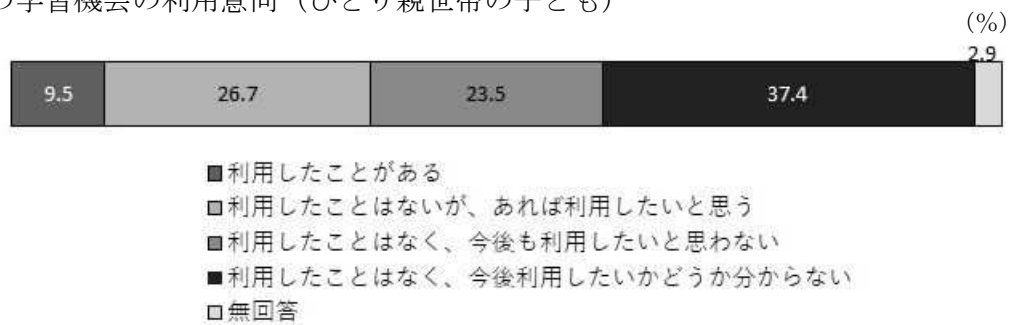 の学習機会の利用意向（ひとり親世帯の子ども）
(%)
2.9
9.5 26.7 23.5 37.4
■利用したことがある
□利用したことはないが、あれば利用したいと思う
■利用したことはなく、今後も利用したいと思わない
■利用したことはなく、今後利用したいかどうか分からない
□無回答